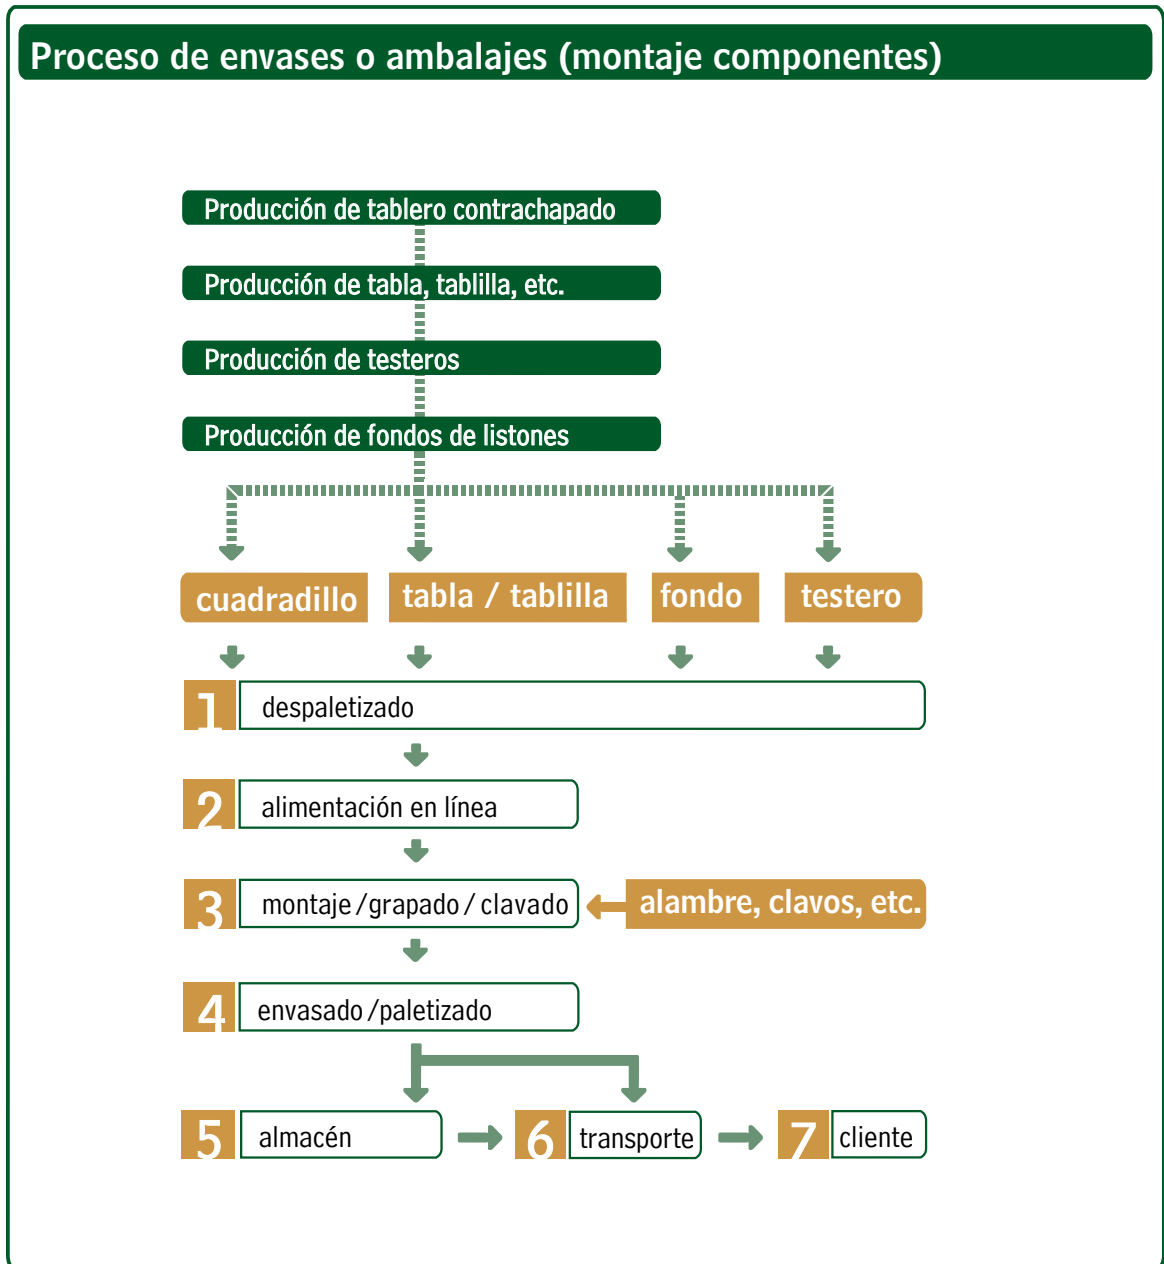 Proceso de envases o ambalajes (montaje componentes)
Producción de tablero contrachapado
Producción de tabla, tablilla, etc.
Producción de testeros
Producción de fondos de listones
cuadradillo
tabla / tablilla
fondo
testero
1 despaletizado
2 alimentación en línea
3 montaje/grapado/clavado
alambre, clavos, etc.
4 envasado/paletizado
5 almacén
6 transporte
7 cliente